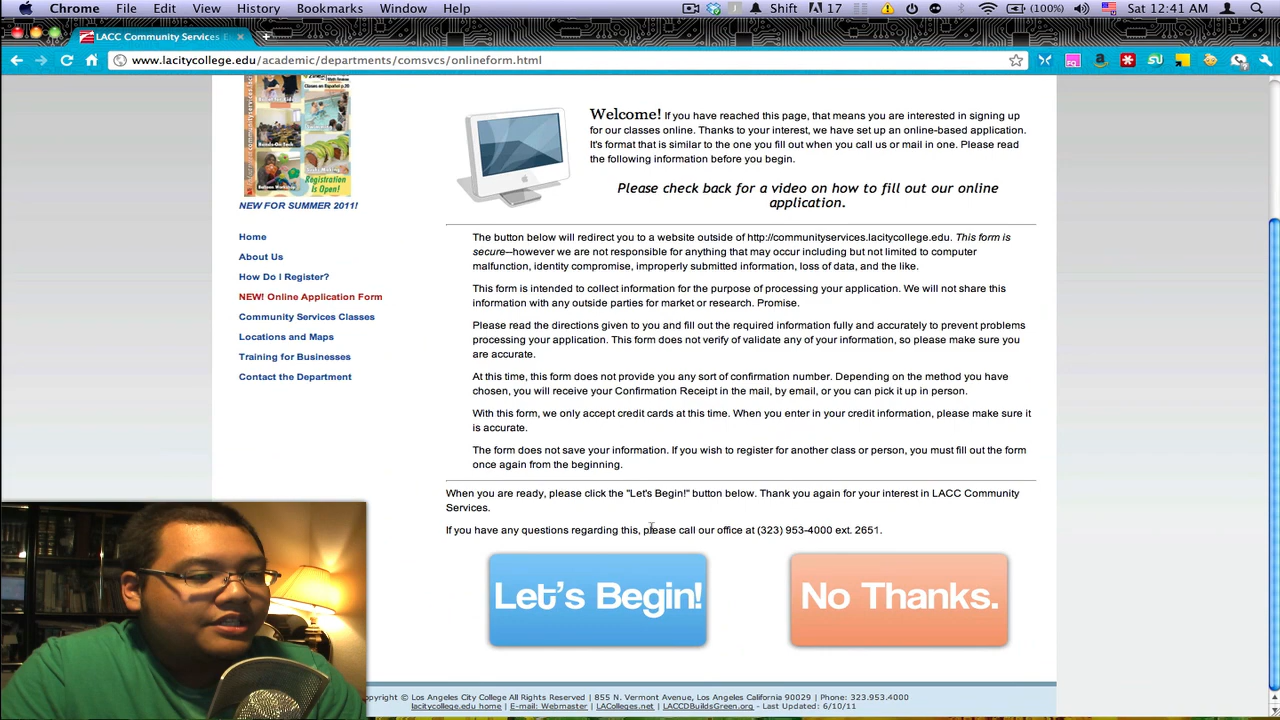 Chrome File Edit View History Bookmarks Window Help Shift 17 (100%) Sat 12:41 AM
LACC Community Services E
www.lacitycollege.edu/academic/departments/comsvcs/onlineform.html
Registration
Is Open!
NEW FOR SUMMER 2011!
Home
About Us
How Do I Register?
NEW! Online Application Form
Community Services Classes
Locations and Maps
Training for Businesses
Contact the Department
Welcome! If you have reached this page, that means you are interested in signing up
for our classes online. Thanks to your interest, we have set up an online-based application.
It's format that is similar to the one you fill out when you call us or mail in one. Please read
the following information before you begin.
Please check back for a video on how to fill out our online
application.
The button below will redirect you to a website outside of http://communityservices.lacitycollege.edu. This form is
secure--however we are not responsible for anything that may occur including but not limited to computer
malfunction, identity compromise, improperly submitted information, loss of data, and the like.
This form is intended to collect information for the purpose of processing your application. We will not share this
information with any outside parties for market or research. Promise.
Please read the directions given to you and fill out the required information fully and accurately to prevent problems
processing your application. This form does not verify of validate any of your information, so please make sure you
are accurate.
At this time, this form does not provide you any sort of confirmation number. Depending on the method you have
chosen, you will receive your Confirmation Receipt in the mail, by email, or you can pick it up in person.
With this form, we only accept credit cards at this time. When you enter in your credit information, please make sure it
is accurate.
The form does not save your information. If you wish to register for another class or person, you must fill out the form
once again from the beginning.
When you are ready, please click the "Let's Begin!" button below. Thank you again for your interest in LACC Community
Services.
If you have any questions regarding this, please call our office at (323) 953-4000 ext. 2651.
Let's Begin! No Thanks.
opyright © Los Angeles City College All Rights Reserved | 855 N. Vermont Avenue, Los Angeles California 90029 | Phone: 323.953.4000
lacitycollege.edu home | E-mail: Webmaster | LAColleges.net | LACCDBuildsGreen.org - Last Updated: 6/10/11